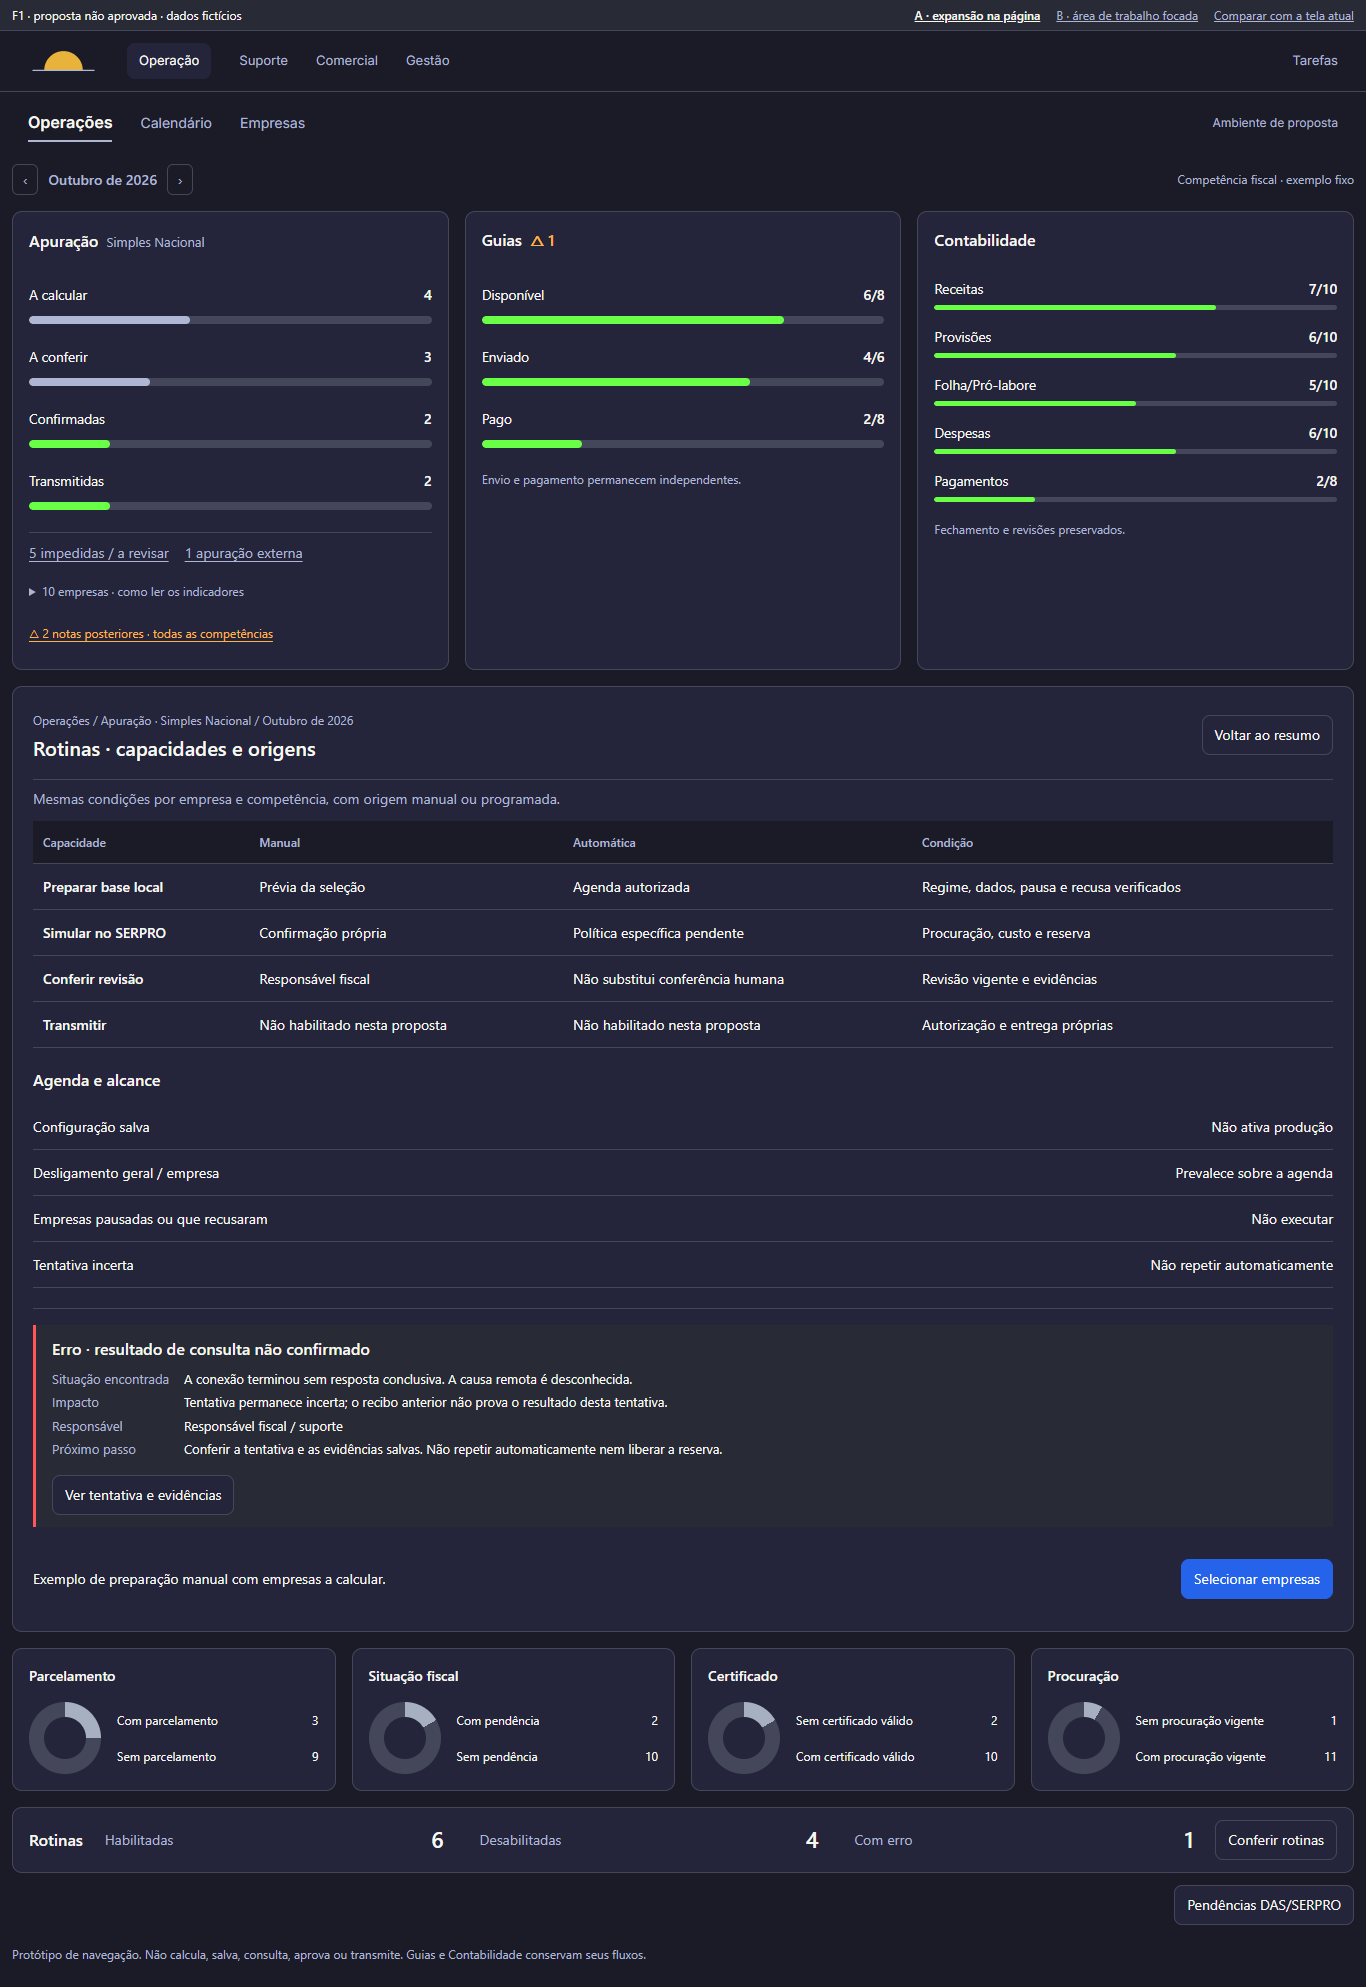 F1 · proposta não aprovada · dados fictícios
A · expansão na página
B · área de trabalho focada
Comparar com a tela atual
Operação
Suporte
Comercial
Gestão
Tarefas
Operações
Calendário
Empresas
Ambiente de proposta
‹ Outubro de 2026 ›
Competência fiscal · exemplo fixo
Apuração Simples Nacional
A calcular 4
A conferir 3
Confirmadas 2
Transmitidas 2
5 impedidas / a revisar 1 apuração externa
▶ 10 empresas · como ler os indicadores
△ 2 notas posteriores · todas as competências
Guias △ 1
Disponível 6/8
Enviado 4/6
Pago 2/8
Envio e pagamento permanecem independentes.
Contabilidade
Receitas 7/10
Provisões 6/10
Folha/Pró-labore 5/10
Despesas 6/10
Pagamentos 2/8
Fechamento e revisões preservados.
Operações / Apuração · Simples Nacional / Outubro de 2026
Rotinas · capacidades e origens
Voltar ao resumo
Mesmas condições por empresa e competência, com origem manual ou programada.
Capacidade Manual Automática Condição
Preparar base local Prévia da seleção Agenda autorizada Regime, dados, pausa e recusa verificados
Simular no SERPRO Confirmação própria Política específica pendente Procuração, custo e reserva
Conferir revisão Responsável fiscal Não substitui conferência humana Revisão vigente e evidências
Transmitir Não habilitado nesta proposta Não habilitado nesta proposta Autorização e entrega próprias
Agenda e alcance
Configuração salva Não ativa produção
Desligamento geral / empresa Prevalece sobre a agenda
Empresas pausadas ou que recusaram Não executar
Tentativa incerta Não repetir automaticamente
Erro · resultado de consulta não confirmado
Situação encontrada A conexão terminou sem resposta conclusiva. A causa remota é desconhecida.
Impacto Tentativa permanece incerta; o recibo anterior não prova o resultado desta tentativa.
Responsável Responsável fiscal / suporte
Próximo passo Conferir a tentativa e as evidências salvas. Não repetir automaticamente nem liberar a reserva.
Ver tentativa e evidências
Exemplo de preparação manual com empresas a calcular.
Selecionar empresas
Parcelamento
Com parcelamento 3
Sem parcelamento 9
Situação fiscal
Com pendência 2
Sem pendência 10
Certificado
Sem certificado válido 2
Com certificado válido 10
Procuração
Sem procuração vigente 1
Com procuração vigente 11
Rotinas Habilitadas 6 Desabilitadas 4 Com erro 1 Conferir rotinas
Pendências DAS/SERPRO
Protótipo de navegação. Não calcula, salva, consulta, aprova ou transmite. Guias e Contabilidade conservam seus fluxos.